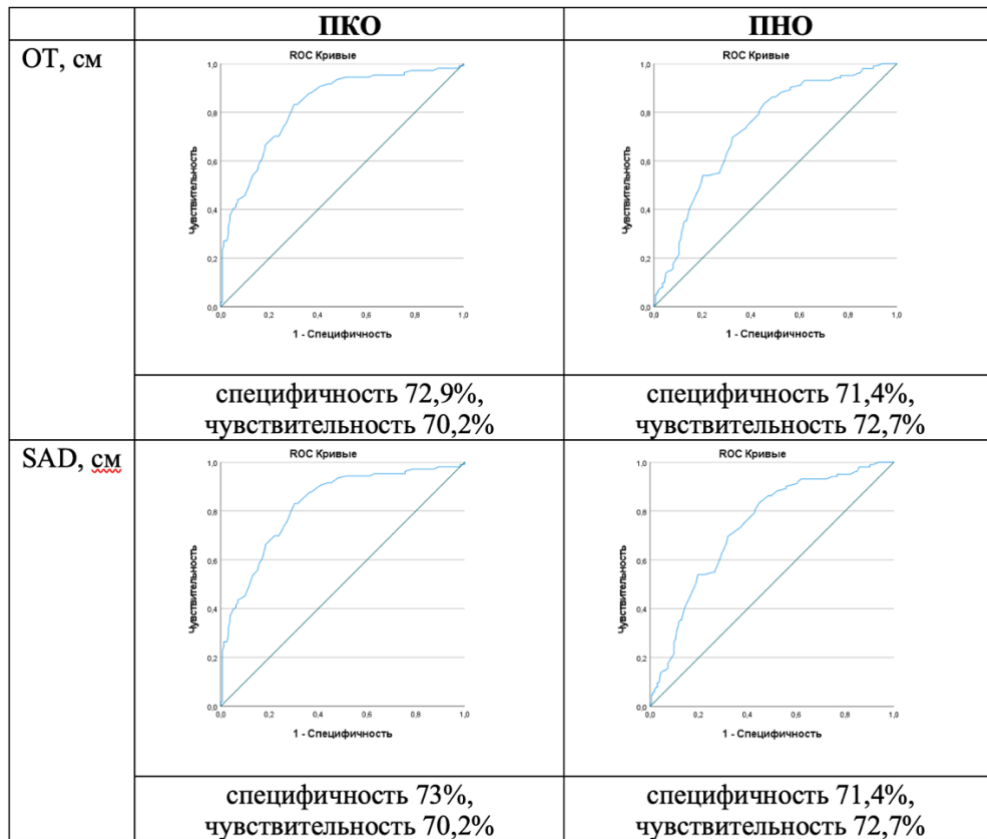 ПКО
ПНО
ОТ, см
ROC Кривые
Чувствительность
1,0
0,8
0,6
0,4
0,2
0,0
0,0 0,2 0,4 0,6 0,8 1,0
1 - Специфичность
ROC Кривые
Чувствительность
1,0
0,8
0,6
0,4
0,2
0,0
0,0 0,2 0,4 0,6 0,8 1,0
1 - Специфичность
специфичность 72,9%,
чувствительность 70,2%
специфичность 71,4%,
чувствительность 72,7%
SAD, см
ROC Кривые
Чувствительность
1,0
0,8
0,6
0,4
0,2
0,0
0,0 0,2 0,4 0,6 0,8 1,0
1 - Специфичность
ROC Кривые
Чувствительность
1,0
0,8
0,6
0,4
0,2
0,0
0,0 0,2 0,4 0,6 0,8 1,0
1 - Специфичность
специфичность 73%,
чувствительность 70,2%
специфичность 71,4%,
чувствительность 72,7%